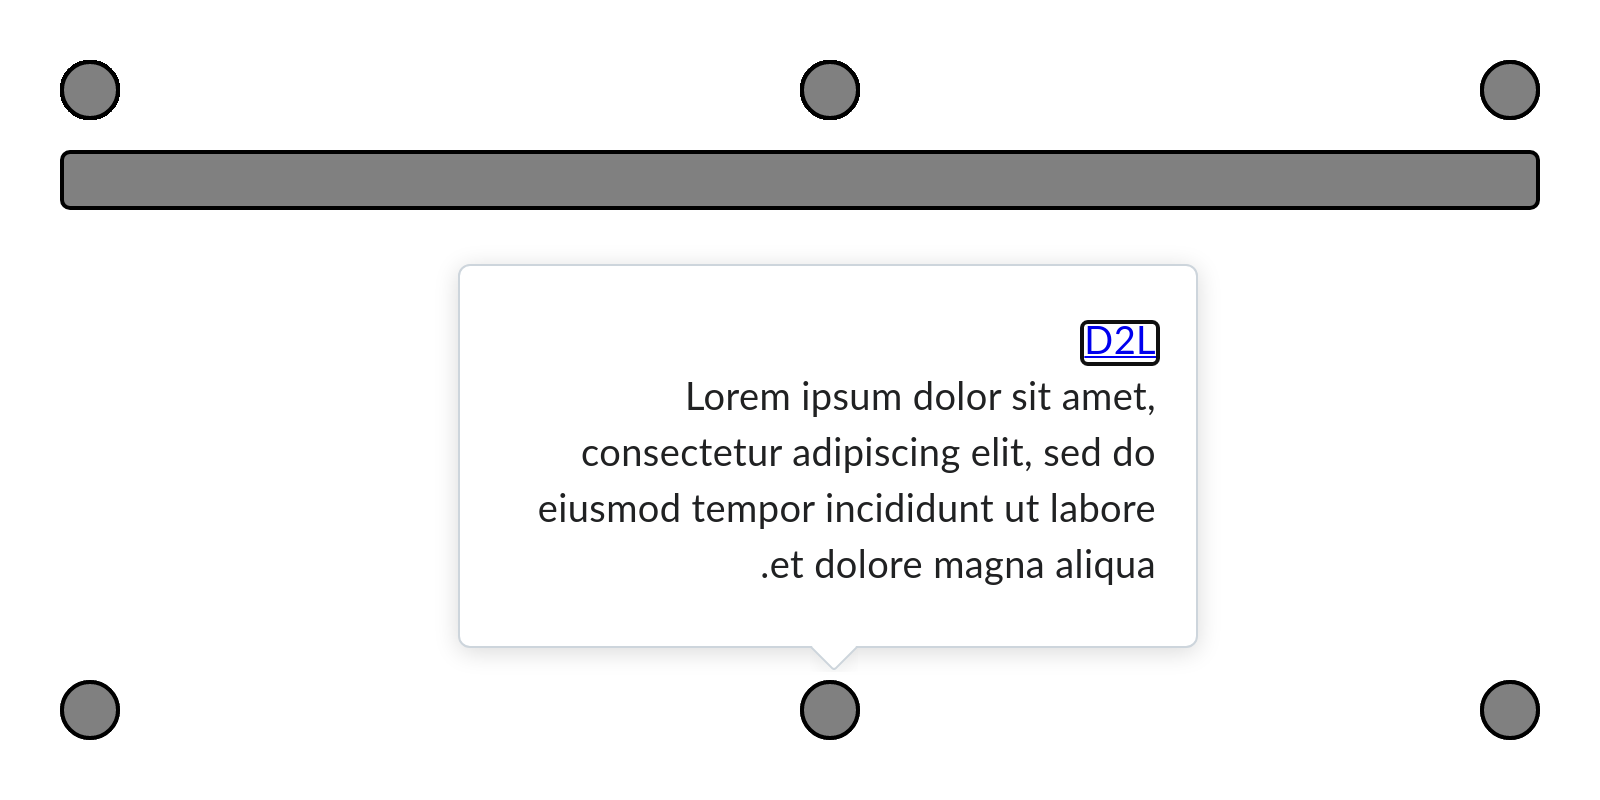 D2L
Lorem ipsum dolor sit amet,
consectetur adipiscing elit, sed do
eiusmod tempor incididunt ut labore
.et dolore magna aliqua